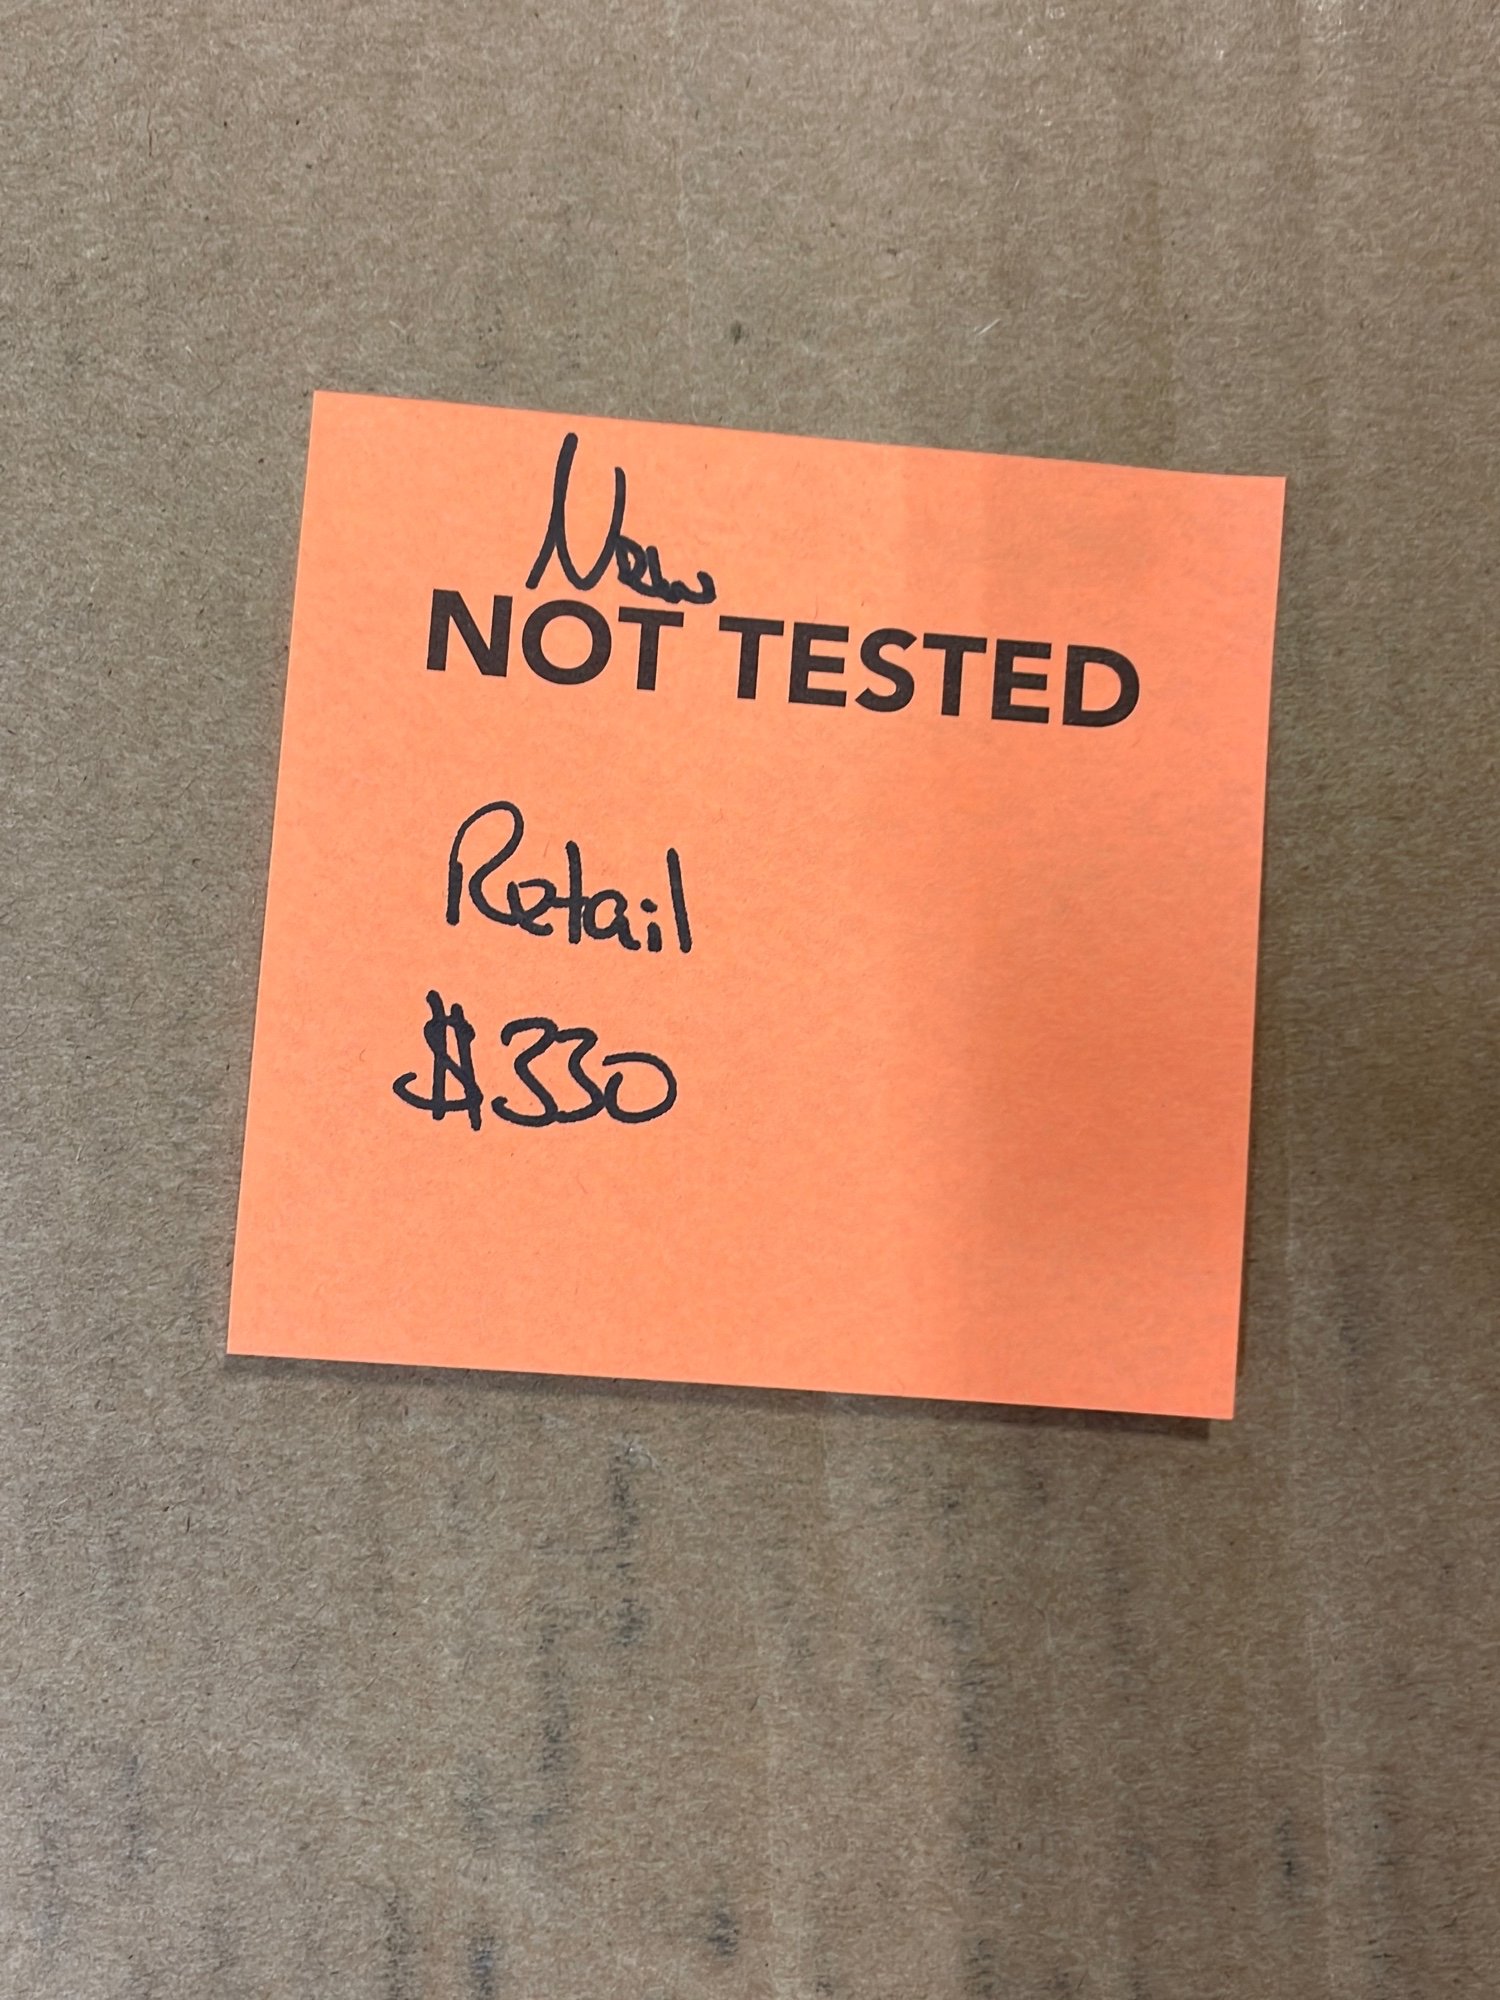 New
NOT TESTED
Retail
$330